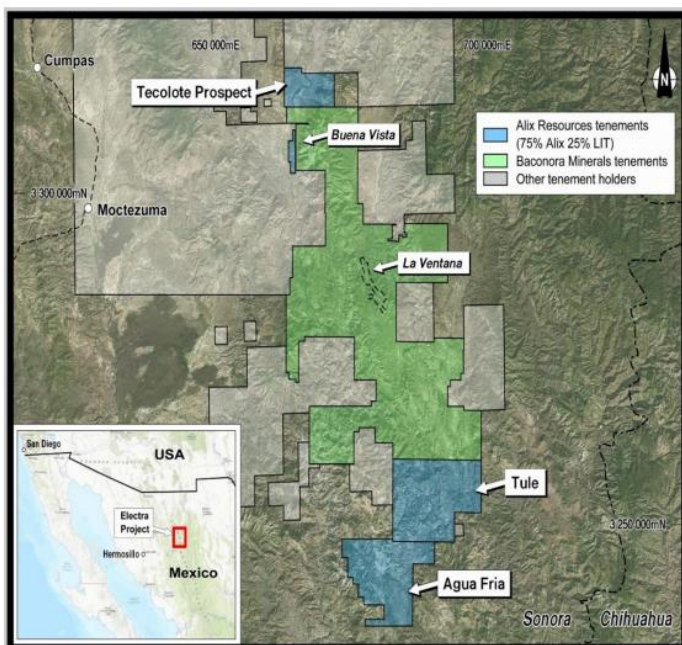 650 000mE
700 000mE
Cumpas
Tecolote Prospect
N
Buena Vista
Alix Resources tenements
(75% Alix 25% LIT)
Baconora Minerals tenements
Other tenement holders
3 300 000mN
Moctezuma
La Ventana
San Diego
USA
Electra
Project
Hermosillo
Mexico
Tule
3 250 000mN
Agua Fria
Sonora
Chihuahua